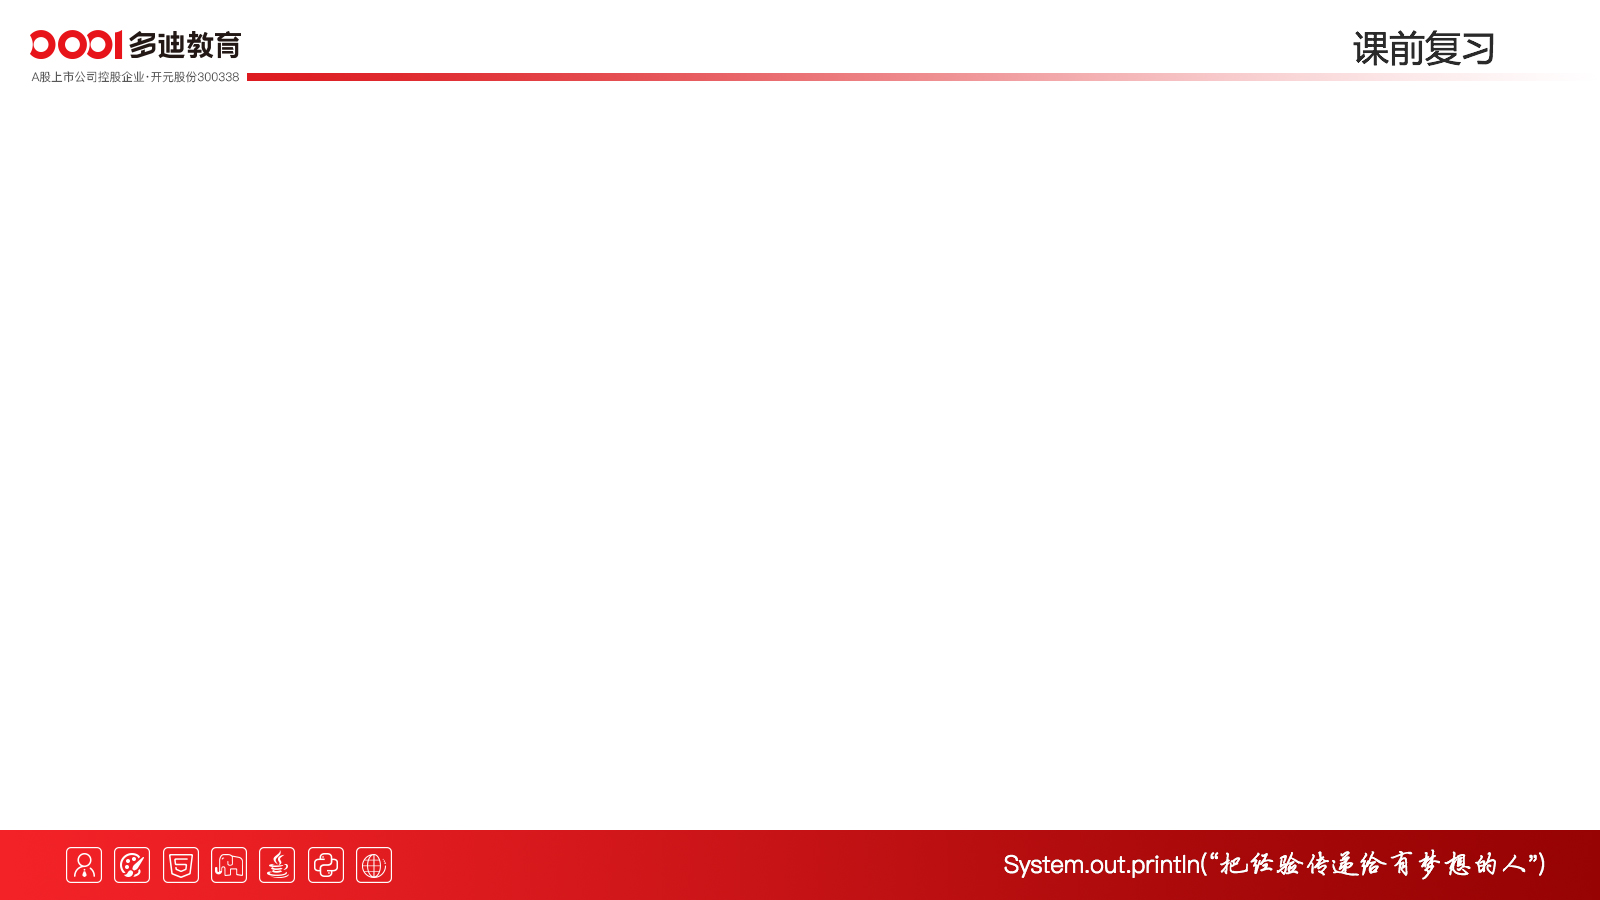 多迪教育
A股上市公司控股企业·开元股份300338
课前复习
System.out.println(“把经验传递给有梦想的人”)